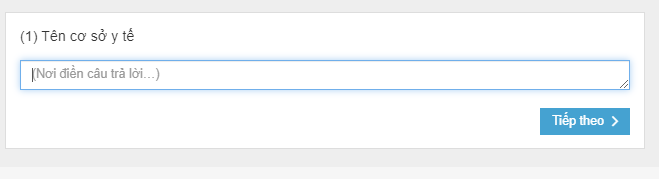 (1) Tên cơ sở y tế
(Nơi điền câu trả lời...)
Tiếp theo